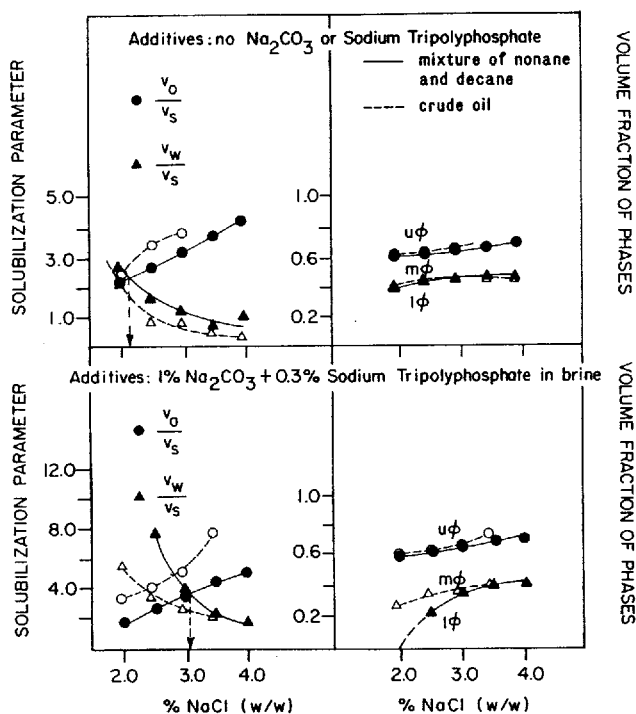 Additives: no Na2CO3 or Sodium Tripolyphosphate
mixture of nonane
and decane
crude oil
vo
vs
vw
vs
SOLUBILIZATION PARAMETER
5.0
3.0
1.0
1.0
0.6
0.2
uϕ
mϕ
lϕ
VOLUME FRACTION OF PHASES
Additives: 1% Na2CO3 + 0.3% Sodium Tripolyphosphate in brine
vo
vs
vw
vs
SOLUBILIZATION PARAMETER
12.0
8.0
4.0
1.0
0.6
0.2
uϕ
mϕ
lϕ
VOLUME FRACTION OF PHASES
2.0 3.0 4.0
% NaCl (w/w)
2.0 3.0 4.0
% NaCl (w/w)